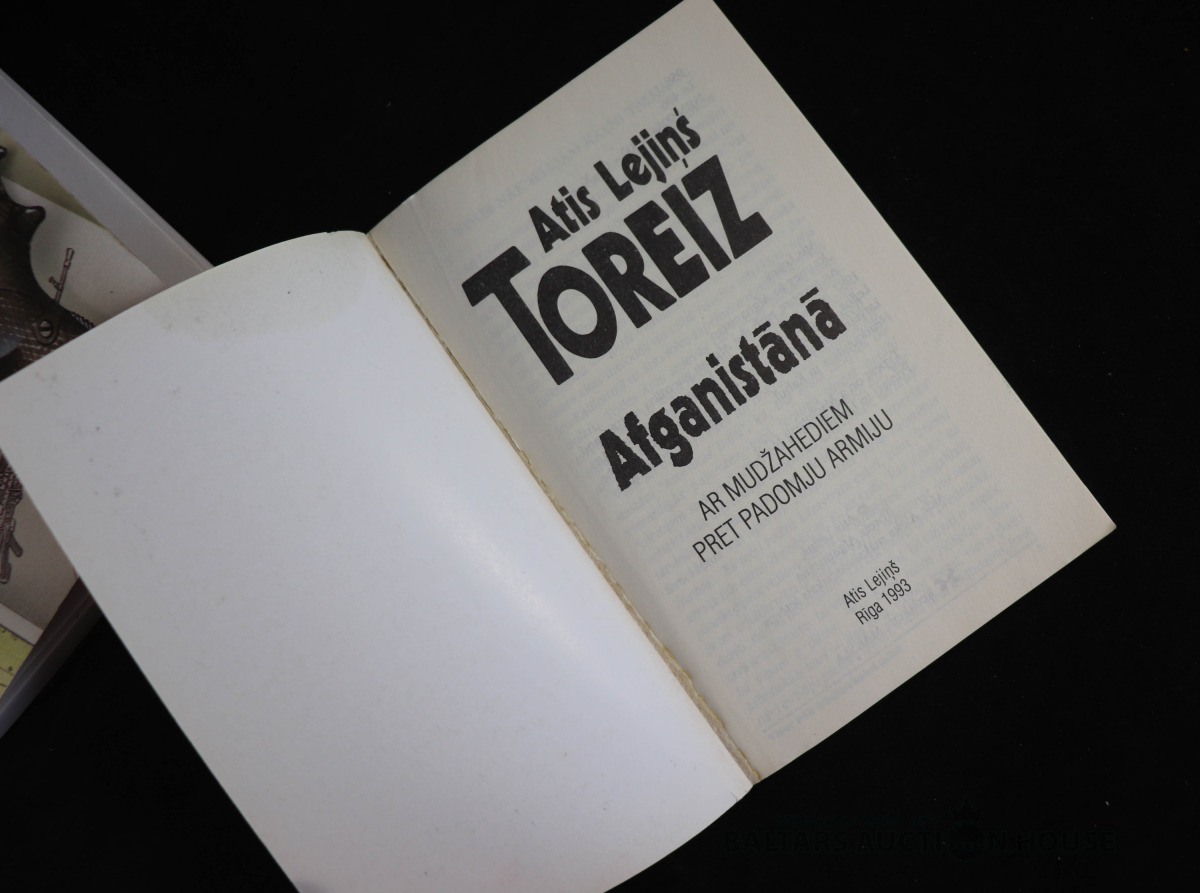 Atis Lejiņš
TOREIZ
Afganistānā
AR MUDŽAHEDIEM
PRET PADOMJU ARMIJU
Atis Lejiņš
Rīga 1993
BALTARS AUCTION HOUSE